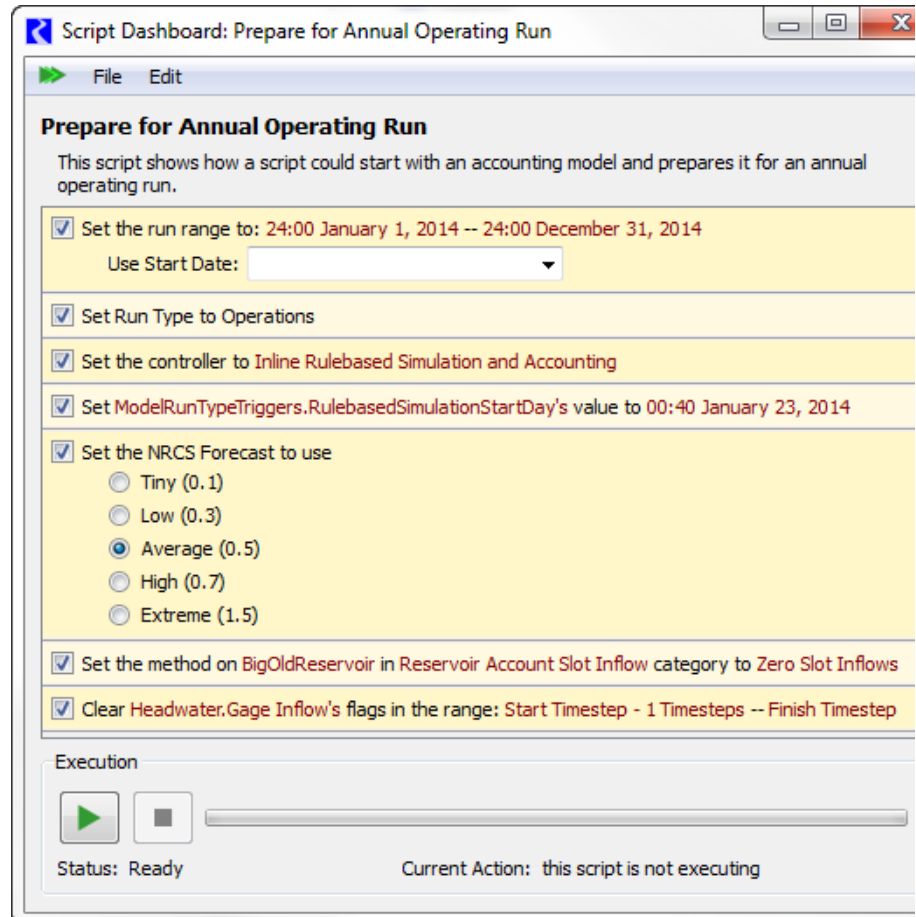 Script Dashboard: Prepare for Annual Operating Run
File Edit
Prepare for Annual Operating Run
This script shows how a script could start with an accounting model and prepares it for an annual
operating run.
Set the run range to: 24:00 January 1, 2014 -- 24:00 December 31, 2014
Use Start Date:
Set Run Type to Operations
Set the controller to Inline Rulebased Simulation and Accounting
Set ModelRunTypeTriggers.RulebasedSimulationStartDay's value to 00:40 January 23, 2014
Set the NRCS Forecast to use
Tiny (0.1)
Low (0.3)
Average (0.5)
High (0.7)
Extreme (1.5)
Set the method on BigOldReservoir in Reservoir Account Slot Inflow category to Zero Slot Inflows
Clear Headwater.Gage Inflow's flags in the range: Start Timestep - 1 Timesteps -- Finish Timestep
Execution
Status: Ready Current Action: this script is not executing